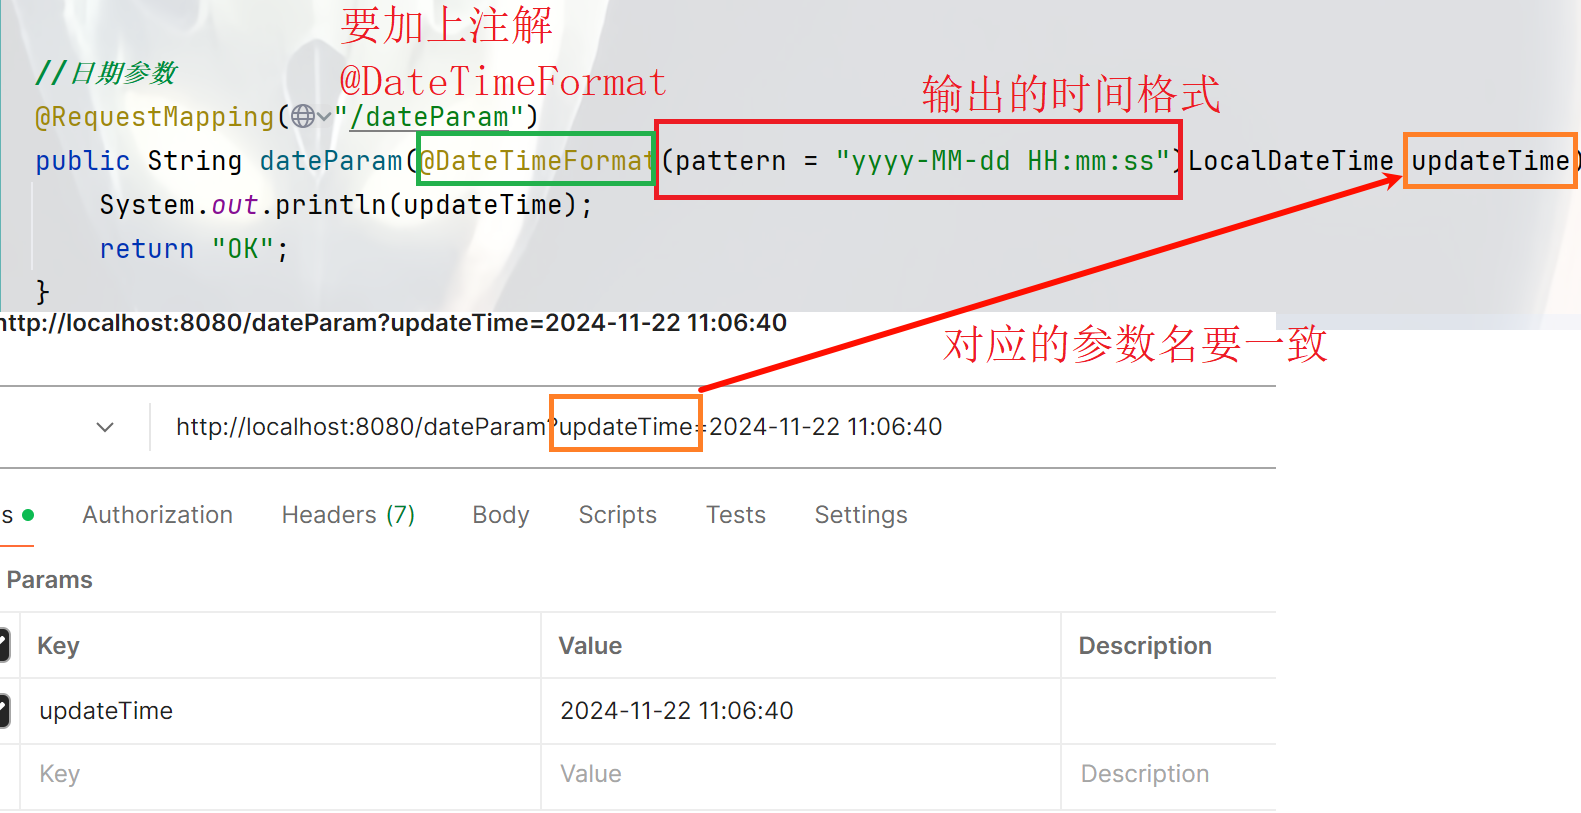 要加上注解
@DateTimeFormat
//日期参数
输出的时间格式
@RequestMapping("/dateParam")
public String dateParam(@DateTimeFormat(pattern = "yyyy-MM-dd HH:mm:ss")LocalDateTime updateTime)
System.out.println(updateTime);
return "OK";
}
http://localhost:8080/dateParam?updateTime=2024-11-22 11:06:40
对应的参数名要一致
http://localhost:8080/dateParam?updateTime=2024-11-22 11:06:40
s Authorization Headers (7) Body Scripts Tests Settings
Params
Key Value Description
updateTime 2024-11-22 11:06:40
Key Value Description